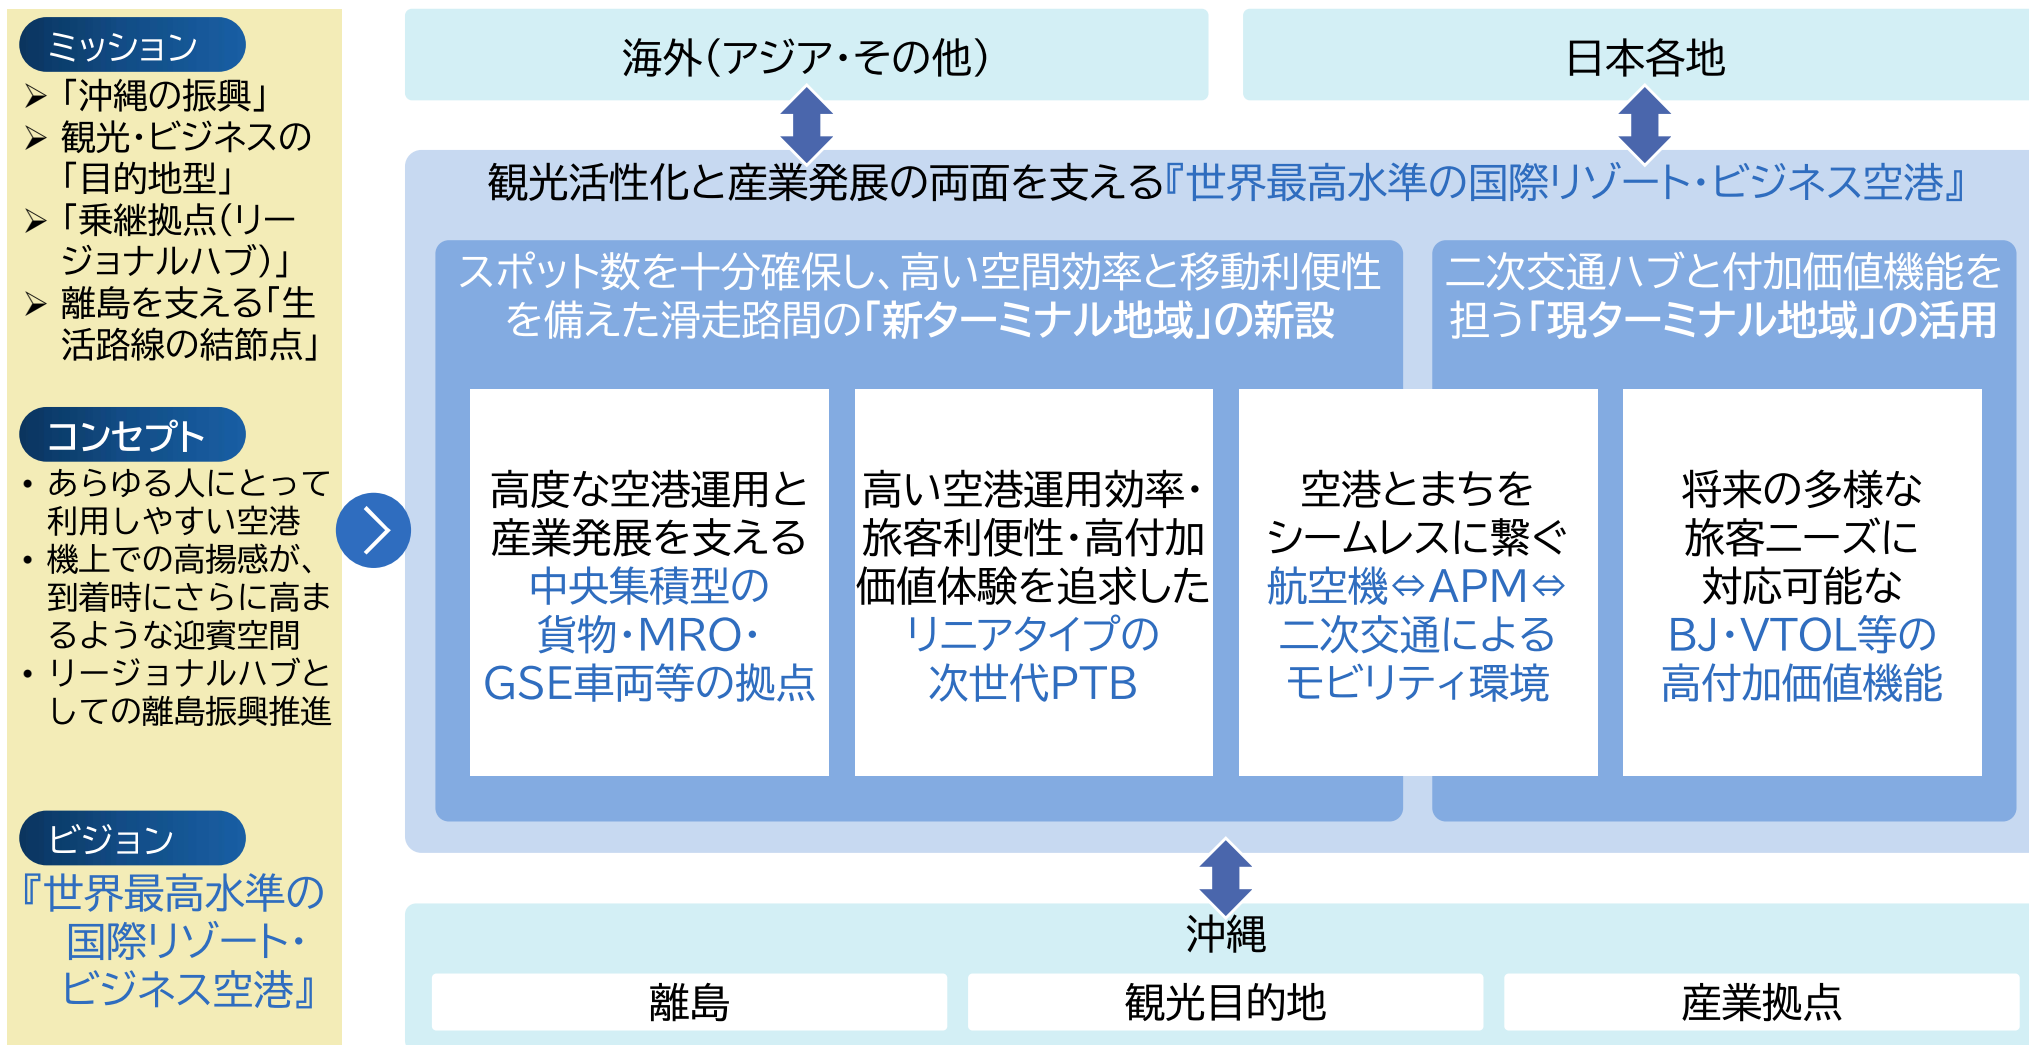 ミッション
➢ 「沖縄の振興」
➢ 観光・ビジネスの
「目的地型」
➢ 「乗継拠点(リー
ジョナルハブ)」
➢ 離島を支える「生
活路線の結節点」
コンセプト
• あらゆる人にとって
利用しやすい空港
• 機上での高揚感が、
到着時にさらに高ま
るような迎賓空間
• リージョナルハブと
しての離島振興推進
ビジョン
『世界最高水準の
国際リゾート・
ビジネス空港』
海外(アジア・その他)
日本各地
観光活性化と産業発展の両面を支える『世界最高水準の国際リゾート・ビジネス空港』
スポット数を十分確保し、高い空間効率と移動利便性
を備えた滑走路間の「新ターミナル地域」の新設
二次交通ハブと付加価値機能を
担う「現ターミナル地域」の活用
高度な空港運用と
産業発展を支える
中央集積型の
貨物・MRO・
GSE車両等の拠点
高い空港運用効率・
旅客利便性・高付加
価値体験を追求した
リニアタイプの
次世代PTB
空港とまちを
シームレスに繋ぐ
航空機⇔APM⇔
二次交通による
モビリティ環境
将来の多様な
旅客ニーズに
対応可能な
BJ・VTOL等の
高付加価値機能
沖縄
離島
観光目的地
産業拠点